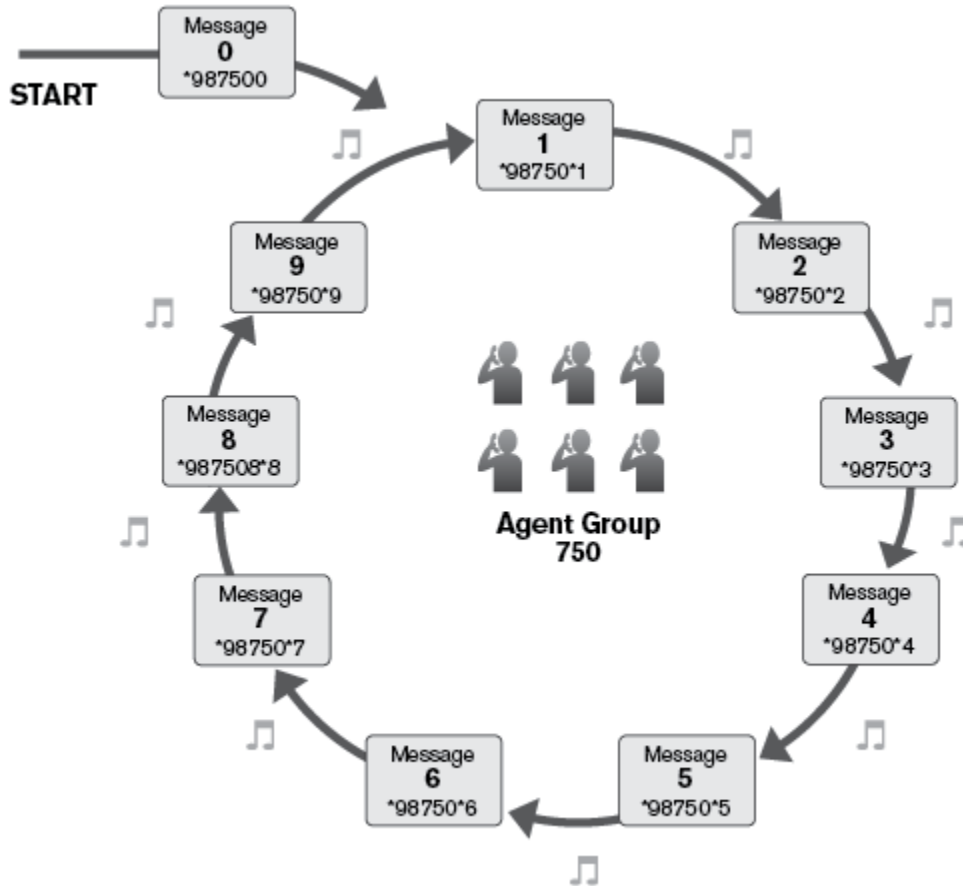 Message
0
*987500
START
Message
1
*98750*1
Message
2
*98750*2
Message
3
*98750*3
Message
4
*98750*4
Message
5
*98750*5
Message
6
*98750*6
Message
7
*98750*7
Message
8
*987508*8
Message
9
*98750*9
Agent Group
750